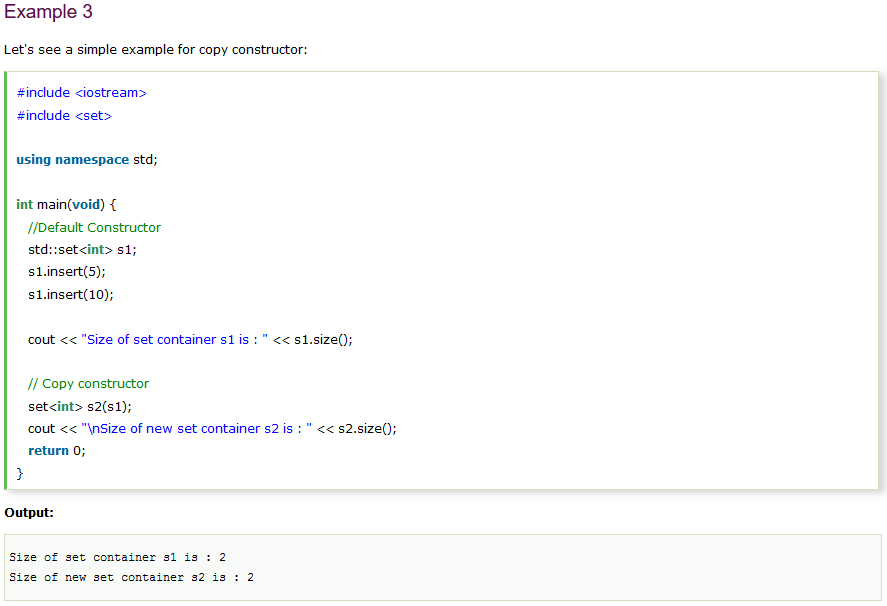 Example 3
Let's see a simple example for copy constructor:
#include <iostream>
#include <set>
using namespace std;
int main(void) {
//Default Constructor
std::set<int> s1;
s1.insert(5);
s1.insert(10);
cout << "Size of set container s1 is : " << s1.size();
// Copy constructor
set<int> s2(s1);
cout << "\nSize of new set container s2 is : " << s2.size();
return 0;
}
Output:
Size of set container s1 is : 2
Size of new set container s2 is : 2